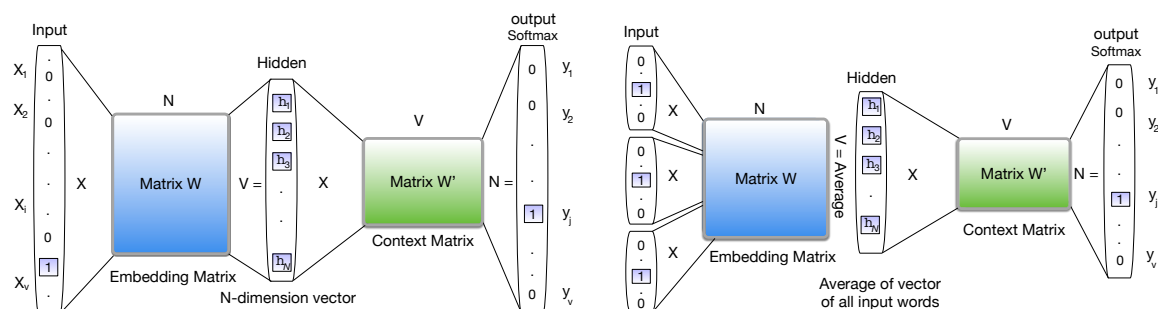 Input
X1
X2
Xi
Xv
.
0
.
0
.
.
.
0
1
.
X
N
Matrix W
Embedding Matrix
V =
Hidden
h1
h2
h3
.
.
hN
N-dimension vector
X
V
Matrix W'
Context Matrix
N =
output
Softmax
0
0
.
.
1
.
.
0
y1
y2
yj
yv
Input
0
.
1
.
0
0
.
1
.
0
0
.
1
.
0
X
X
X
N
Matrix W
Embedding Matrix
V = Average
Hidden
h1
h2
h3
.
.
hN
Average of vector
of all input words
X
V
Matrix W'
Context Matrix
N =
output
Softmax
0
0
.
.
1
.
.
0
y1
y2
yj
yv